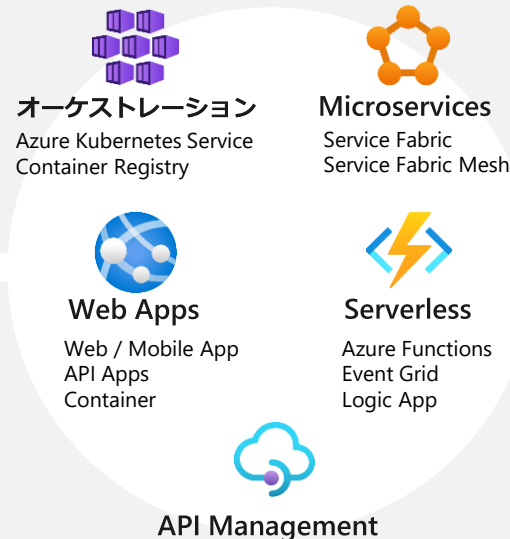 オーケストレーション
Azure Kubernetes Service
Container Registry
Microservices
Service Fabric
Service Fabric Mesh
Web Apps
Web / Mobile App
API Apps
Container
Serverless
Azure Functions
Event Grid
Logic App
API Management